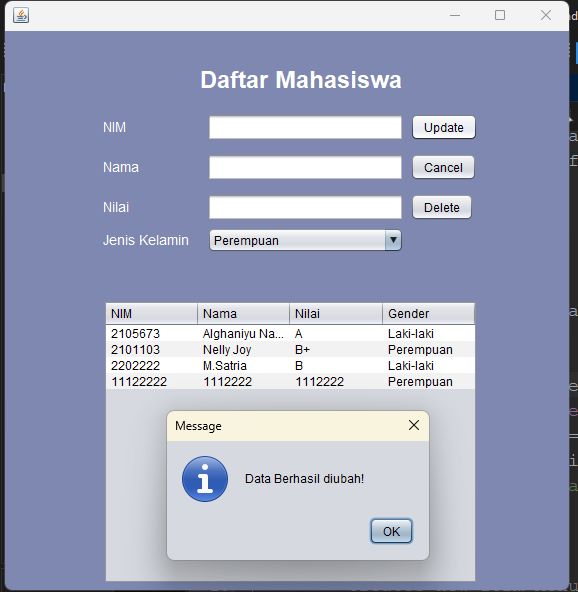 Daftar Mahasiswa
NIM Update
Nama Cancel
Nilai Delete
Jenis Kelamin Perempuan
NIM Nama Nilai Gender
2105673 Alghaniyu Na... A Laki-laki
2101103 Nelly Joy B+ Perempuan
2202222 M.Satria B Laki-laki
11122222 1112222 1112222 Perempuan
Message
Data Berhasil diubah!
OK